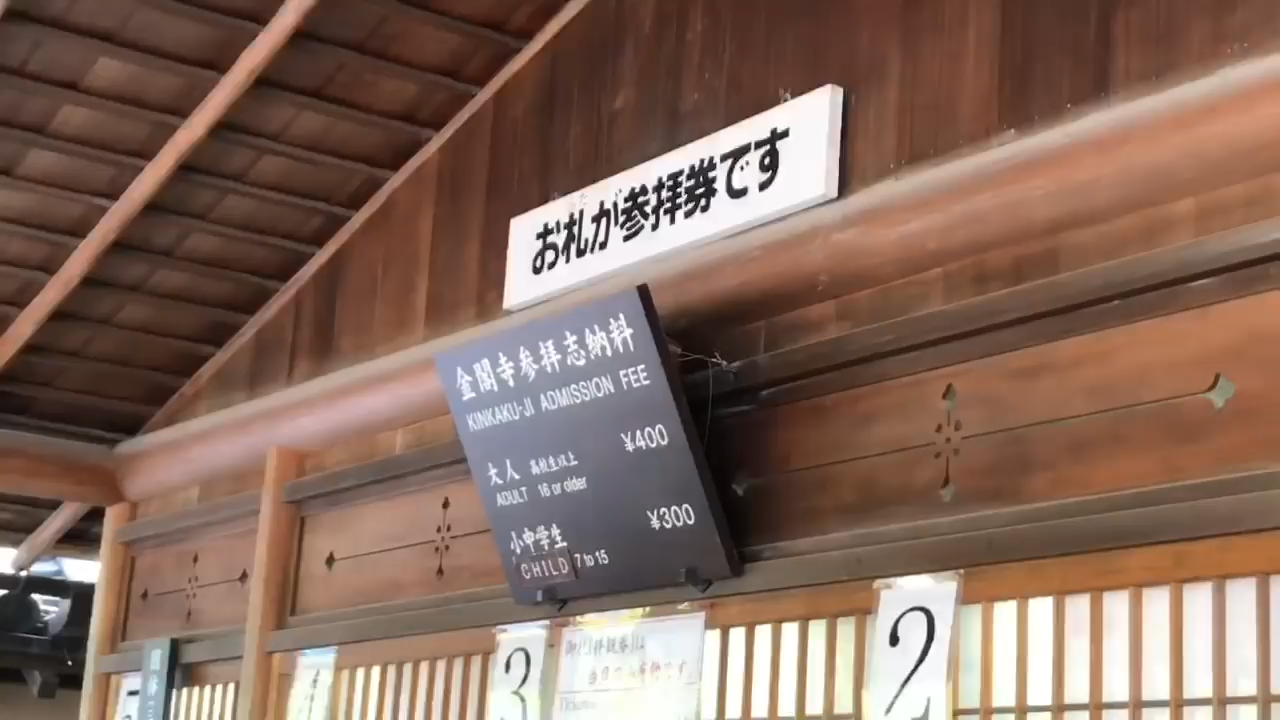 お札が参拝券です
金閣寺参拝志納料
KINKAKU-JI ADMISSION FEE
大人 高校生以上 ¥400
ADULT 16 or older
小中学生 ¥300
CHILD 7 to 15
3
2